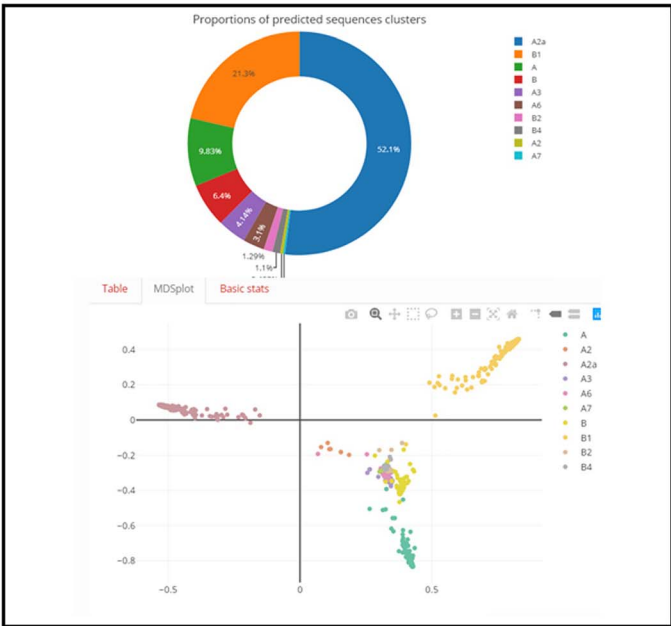 Proportions of predicted sequences clusters
A2a
B1
A
B
A3
A6
B2
B4
A2
A7
21.3%
52.1%
9.83%
6.4%
4.14%
3.1%
1.29%
1.1%
Table MDSplot Basic stats
0.4
0.2
0
−0.2
−0.4
−0.6
−0.8
−0.5 0 0.5
A
A2
A2a
A3
A6
A7
B
B1
B2
B4